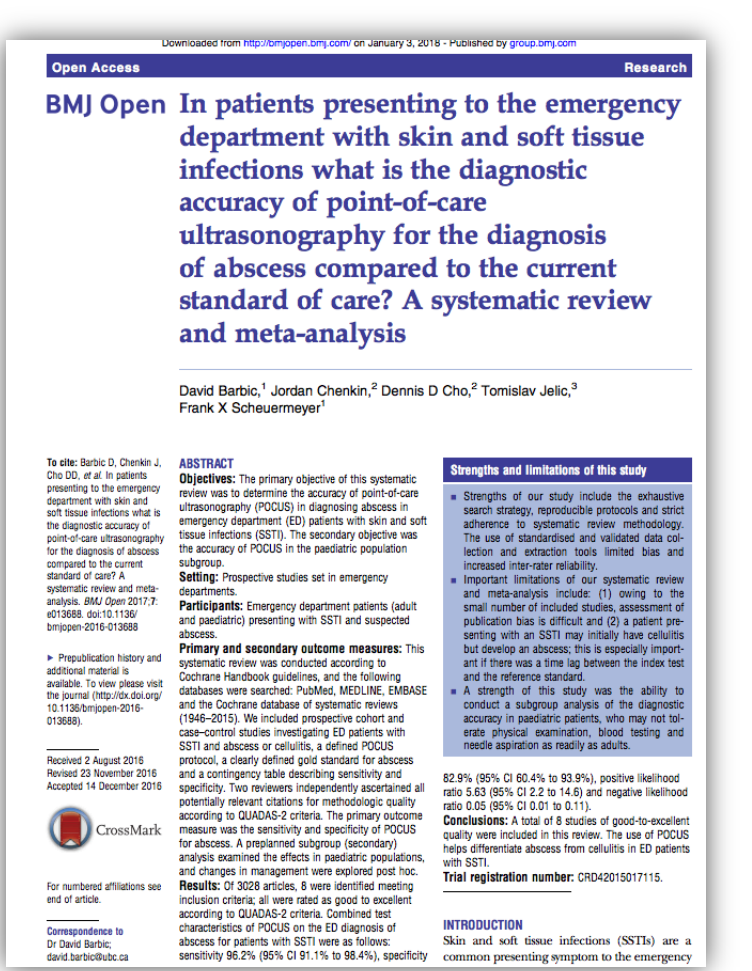 Downloaded from http://bmjopen.bmj.com/ on January 3, 2018 - Published by group.bmj.com
Open Access
Research
BMJ Open
In patients presenting to the emergency
department with skin and soft tissue
infections what is the diagnostic
accuracy of point-of-care
ultrasonography for the diagnosis
of abscess compared to the current
standard of care? A systematic review
and meta-analysis
David Barbic,1 Jordan Chenkin,2 Dennis D Cho,2 Tomislav Jelic,3
Frank X Scheuermeyer1
To cite: Barbic D, Chenkin J,
Cho DD, et al. In patients
presenting to the emergency
department with skin and
soft tissue infections what is
the diagnostic accuracy of
point-of-care ultrasonography
for the diagnosis of abscess
compared to the current
standard of care? A
systematic review and meta-
analysis. BMJ Open 2017;7:
e013688. doi:10.1136/
bmjopen-2016-013688
▶ Prepublication history and
additional material is
available. To view please visit
the journal (http://dx.doi.org/
10.1136/bmjopen-2016-
013688).
Received 2 August 2016
Revised 23 November 2016
Accepted 14 December 2016
CrossMark
For numbered affiliations see
end of article.
Correspondence to
Dr David Barbic;
david.barbic@ubc.ca
ABSTRACT
Objectives: The primary objective of this systematic
review was to determine the accuracy of point-of-care
ultrasonography (POCUS) in diagnosing abscess in
emergency department (ED) patients with skin and soft
tissue infections (SSTI). The secondary objective was
the accuracy of POCUS in the paediatric population
subgroup.
Setting: Prospective studies set in emergency
departments.
Participants: Emergency department patients (adult
and paediatric) presenting with SSTI and suspected
abscess.
Primary and secondary outcome measures: This
systematic review was conducted according to
Cochrane Handbook guidelines, and the following
databases were searched: PubMed, MEDLINE, EMBASE
and the Cochrane database of systematic reviews
(1946–2015). We included prospective cohort and
case–control studies investigating ED patients with
SSTI and abscess or cellulitis, a defined POCUS
protocol, a clearly defined gold standard for abscess
and a contingency table describing sensitivity and
specificity. Two reviewers independently ascertained all
potentially relevant citations for methodologic quality
according to QUADAS-2 criteria. The primary outcome
measure was the sensitivity and specificity of POCUS
for abscess. A preplanned subgroup (secondary)
analysis examined the effects in paediatric populations,
and changes in management were explored post hoc.
Results: Of 3028 articles, 8 were identified meeting
inclusion criteria; all were rated as good to excellent
according to QUADAS-2 criteria. Combined test
characteristics of POCUS on the ED diagnosis of
abscess for patients with SSTI were as follows:
sensitivity 96.2% (95% CI 91.1% to 98.4%), specificity
Strengths and limitations of this study
▪ Strengths of our study include the exhaustive
search strategy, reproducible protocols and strict
adherence to systematic review methodology.
The use of standardised and validated data col-
lection and extraction tools limited bias and
increased inter-rater reliability.
▪ Important limitations of our systematic review
and meta-analysis include: (1) owing to the
small number of included studies, assessment of
publication bias is difficult and (2) a patient pre-
senting with an SSTI may initially have cellulitis
but develop an abscess; this is especially import-
ant if there was a time lag between the index test
and the reference standard.
▪ A strength of this study was the ability to
conduct a subgroup analysis of the diagnostic
accuracy in paediatric patients, who may not tol-
erate physical examination, blood testing and
needle aspiration as readily as adults.
82.9% (95% CI 60.4% to 93.9%), positive likelihood
ratio 5.63 (95% CI 2.2 to 14.6) and negative likelihood
ratio 0.05 (95% CI 0.01 to 0.11).
Conclusions: A total of 8 studies of good-to-excellent
quality were included in this review. The use of POCUS
helps differentiate abscess from cellulitis in ED patients
with SSTI.
Trial registration number: CRD42015017115.
INTRODUCTION
Skin and soft tissue infections (SSTIs) are a
common presenting symptom to the emergency